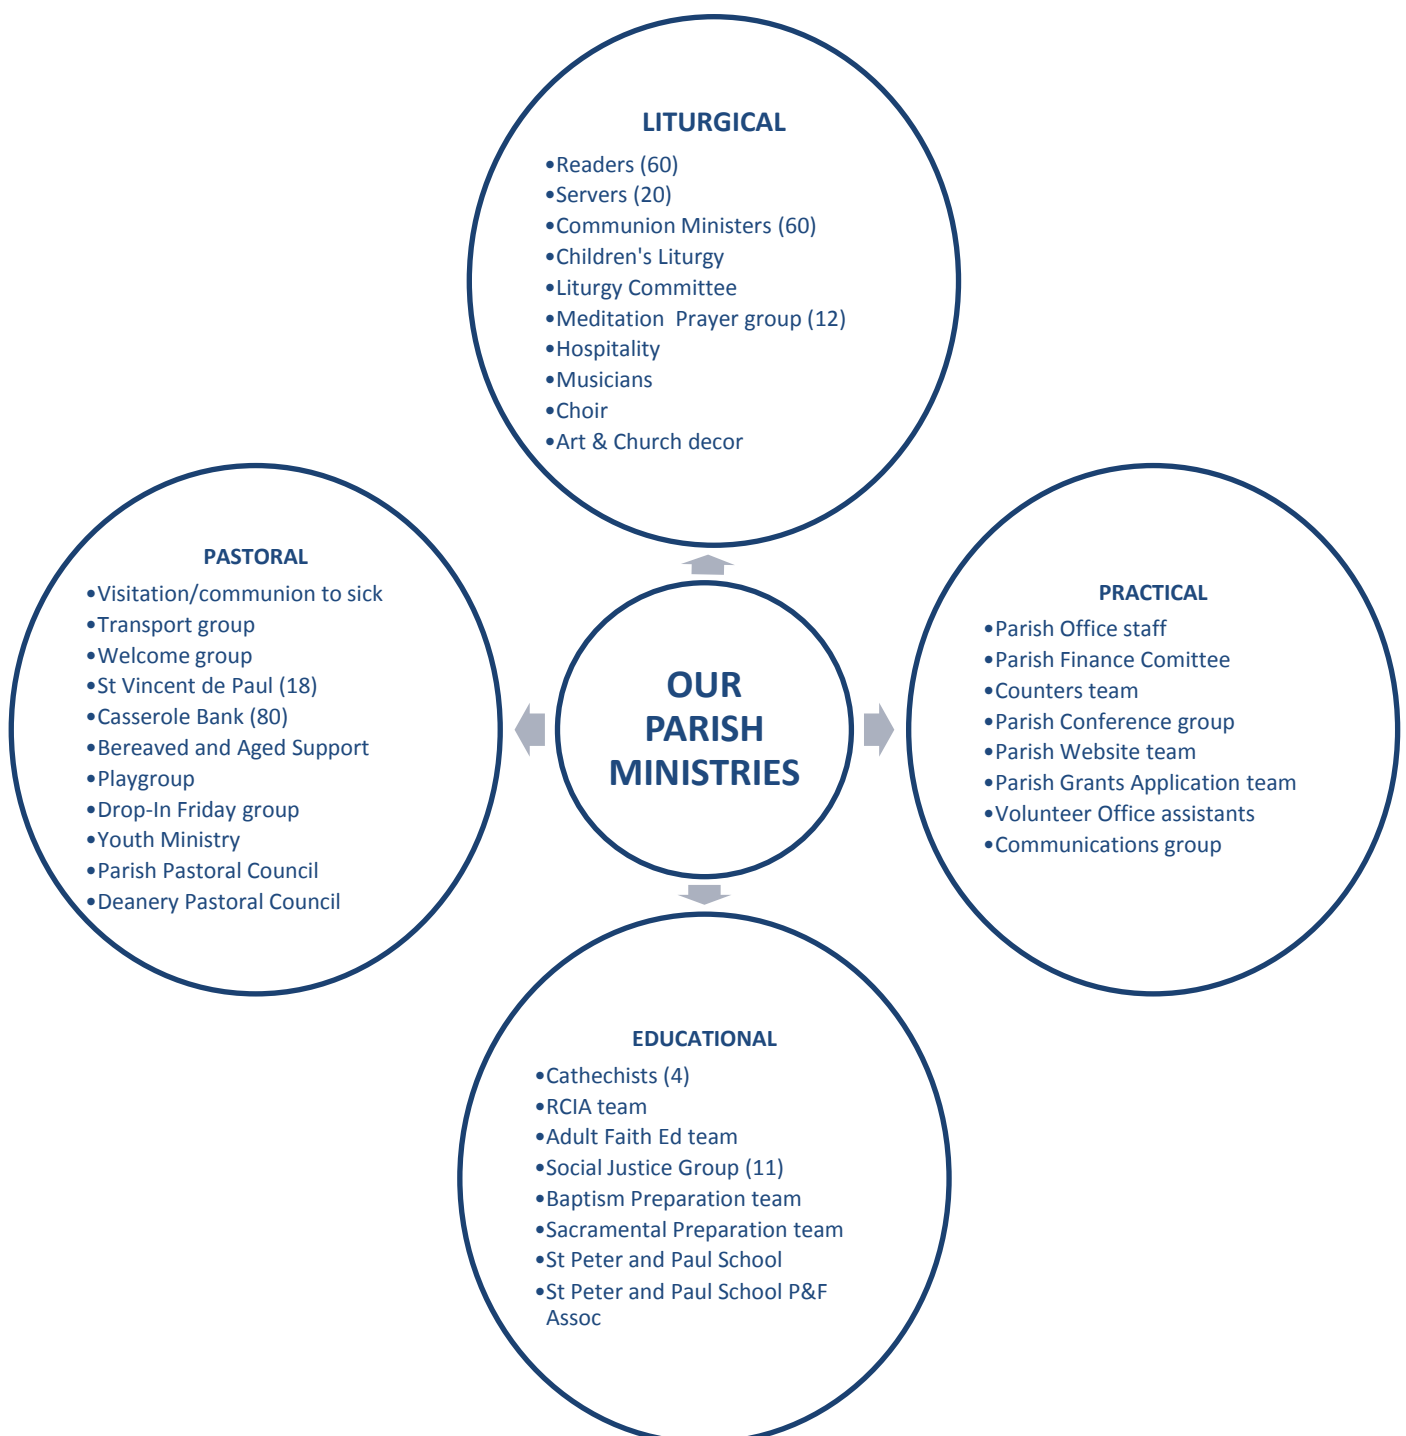 LITURGICAL
•Readers (60)
•Servers (20)
•Communion Ministers (60)
•Children's Liturgy
•Liturgy Committee
•Meditation  Prayer group (12)
•Hospitality
•Musicians
•Choir
•Art & Church decor
PASTORAL
•Visitation/communion to sick
•Transport group
•Welcome group
•St Vincent de Paul (18)
•Casserole Bank (80)
•Bereaved and Aged Support
•Playgroup
•Drop-In Friday group
•Youth Ministry
•Parish Pastoral Council
•Deanery Pastoral Council
OUR
PARISH
MINISTRIES
PRACTICAL
•Parish Office staff
•Parish Finance Comittee
•Counters team
•Parish Conference group
•Parish Website team
•Parish Grants Application team
•Volunteer Office assistants
•Communications group
EDUCATIONAL
•Cathechists (4)
•RCIA team
•Adult Faith Ed team
•Social Justice Group (11)
•Baptism Preparation team
•Sacramental Preparation team
•St Peter and Paul School
•St Peter and Paul School P&F
Assoc